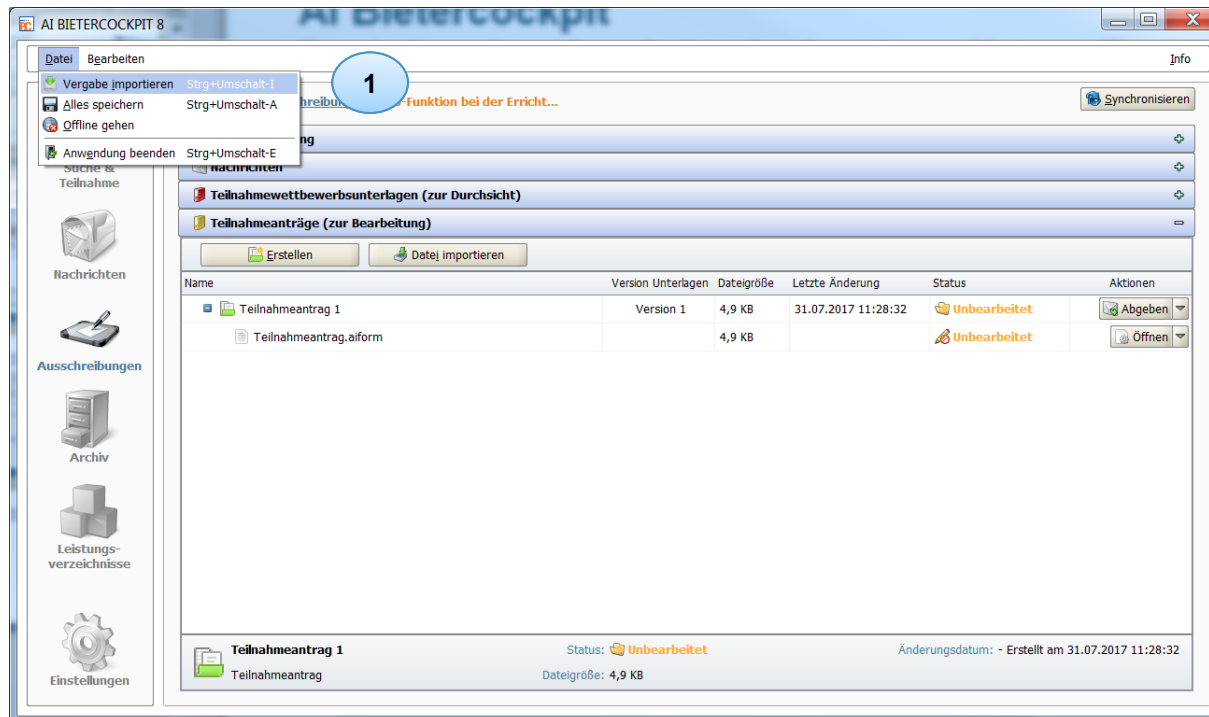 AI Bietercockpit
AI BIETERCOCKPIT 8
Datei Bearbeiten Info
Vergabe importieren Strg+Umschalt-I
Alles speichern Strg+Umschalt-A
Offline gehen
Anwendung beenden Strg+Umschalt-E
1
-Funktion bei der Erricht...
Synchronisieren
Nachrichten
Teilnahmewettbewerbsunterlagen (zur Durchsicht)
Teilnahmeanträge (zur Bearbeitung)
Erstellen Datei importieren
Name Version Unterlagen Dateigröße Letzte Änderung Status Aktionen
Teilnahmeantrag 1 Version 1 4,9 KB 31.07.2017 11:28:32 Unbearbeitet Abgeben
Teilnahmeantrag.aiform 4,9 KB Unbearbeitet Öffnen
Suche &
Teilnahme
Nachrichten
Ausschreibungen
Archiv
Leistungs-
verzeichnisse
Einstellungen
Teilnahmeantrag 1 Status: Unbearbeitet Änderungsdatum: - Erstellt am 31.07.2017 11:28:32
Teilnahmeantrag Dateigröße: 4,9 KB